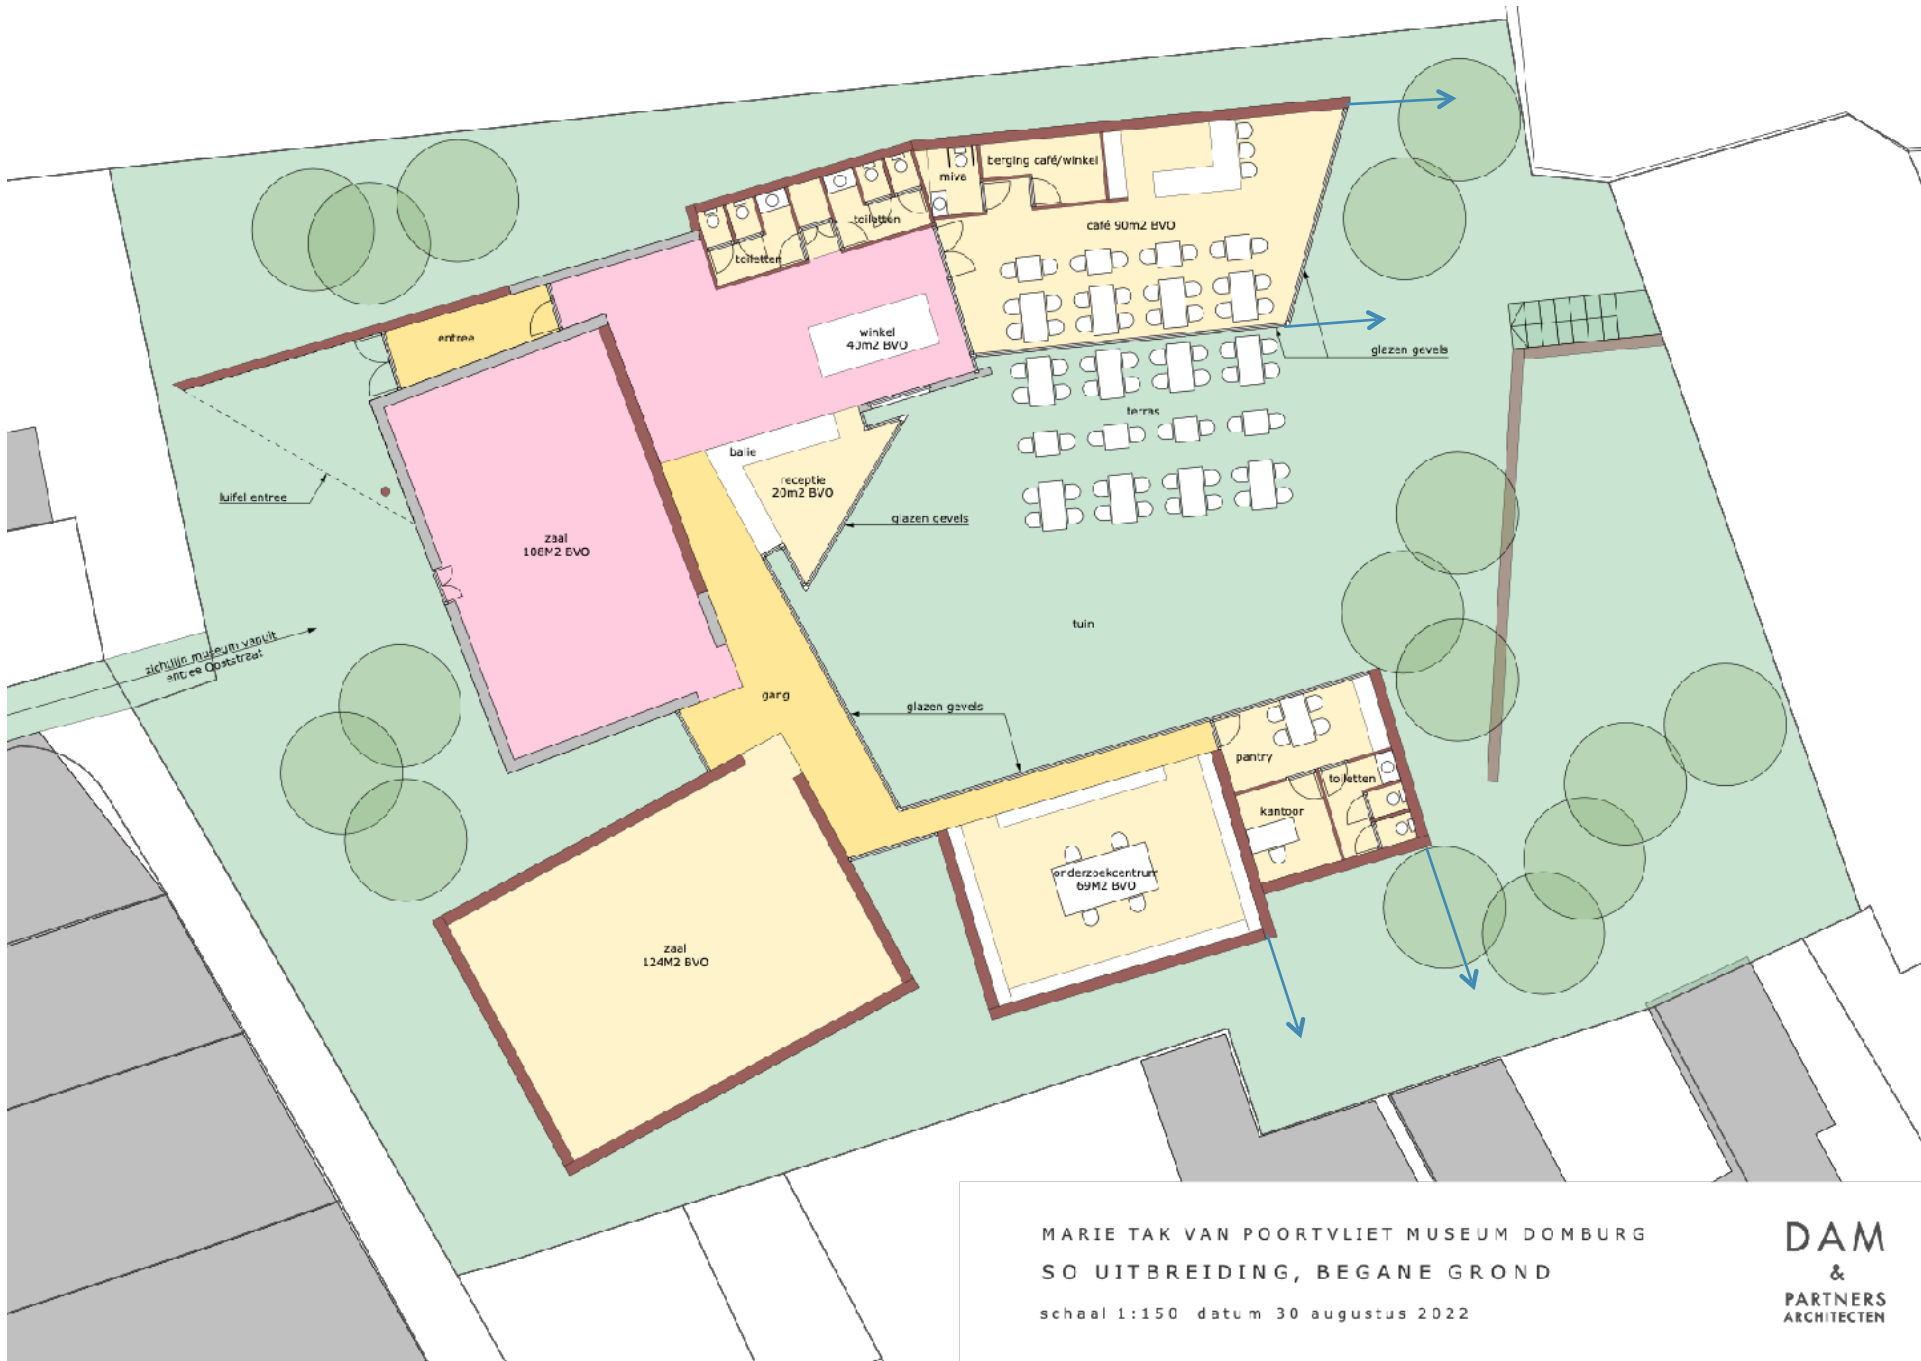 berging café/winkel
miva
toiletten
café 90m2 BVO
toiletten
entree
winkel
40m2 BVO
glazen gevels
terras
balie
receptie
20m2 BVO
luifel entree
glazen gevels
zaal
108M2 BVO
tuin
zichtlijn museum vanuit
entree Ooststraat
gang
glazen gevels
pantry
toiletten
kantoor
onderzoekcentrum
69M2 BVO
zaal
124M2 BVO
MARIE TAK VAN POORTVLIET MUSEUM DOMBURG
SO UITBREIDING, BEGANE GROND
schaal 1:150 datum 30 augustus 2022
DAM
&
PARTNERS
ARCHITECTEN